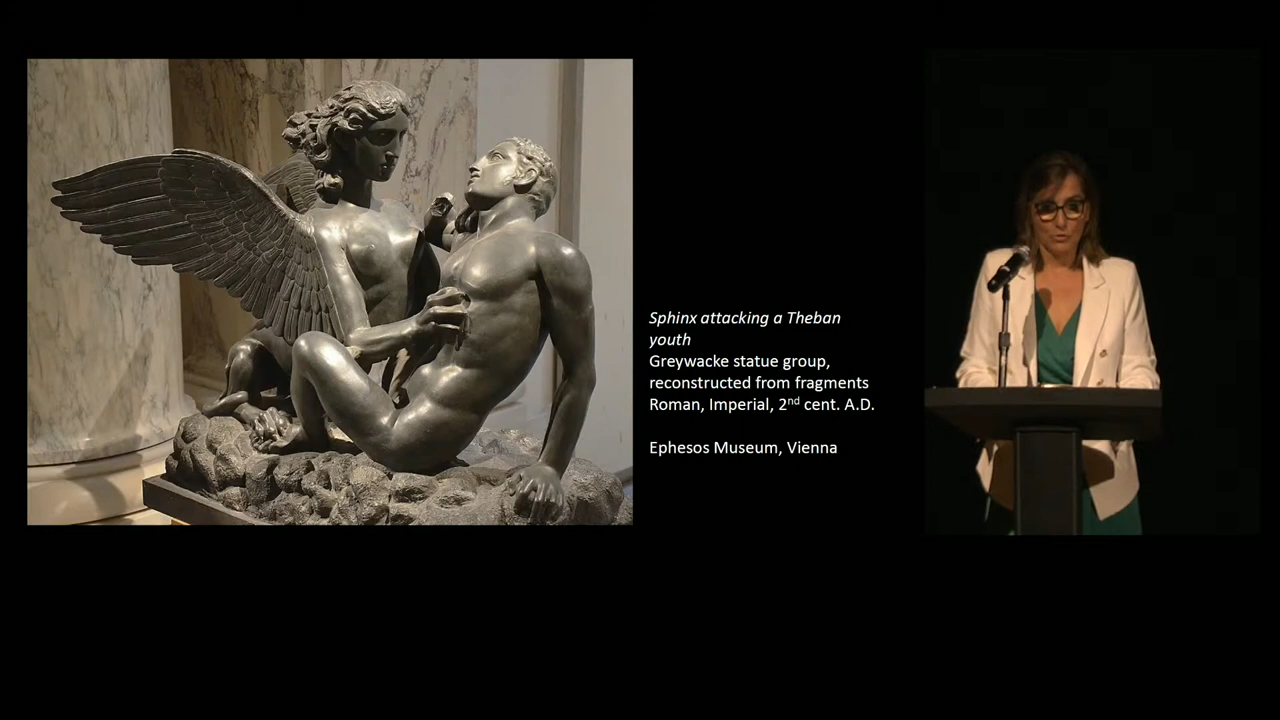 Sphinx attacking a Theban
youth
Greywacke statue group,
reconstructed from fragments
Roman, Imperial, 2nd cent. A.D.
Ephesos Museum, Vienna